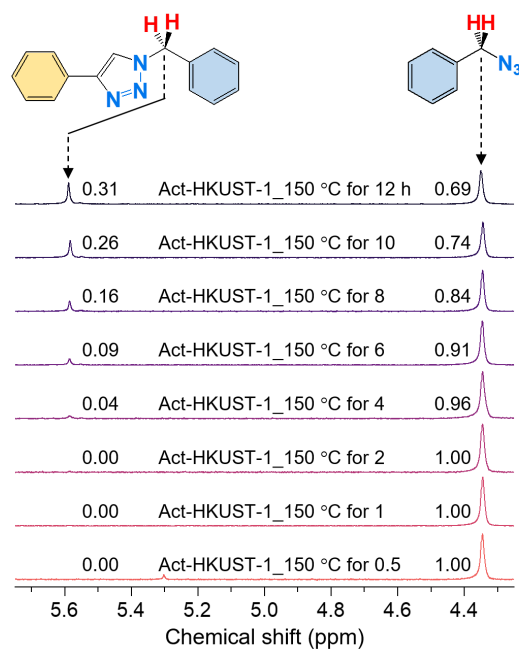 H H
N
N=N
HH
N3
0.31 Act-HKUST-1_150 °C for 12 h 0.69
0.26 Act-HKUST-1_150 °C for 10 0.74
0.16 Act-HKUST-1_150 °C for 8 0.84
0.09 Act-HKUST-1_150 °C for 6 0.91
0.04 Act-HKUST-1_150 °C for 4 0.96
0.00 Act-HKUST-1_150 °C for 2 1.00
0.00 Act-HKUST-1_150 °C for 1 1.00
0.00 Act-HKUST-1_150 °C for 0.5 1.00
5.6 5.4 5.2 5.0 4.8 4.6 4.4
Chemical shift (ppm)